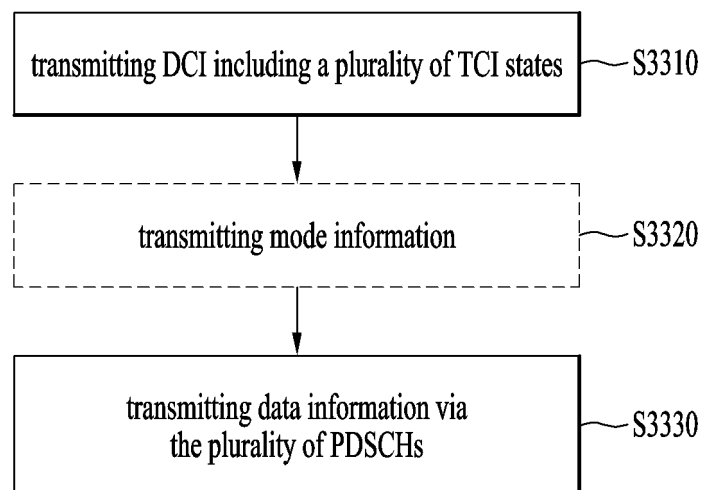 transmitting DCI including a plurality of TCI states
S3310
transmitting mode information
S3320
transmitting data information via
the plurality of PDSCHs
S3330